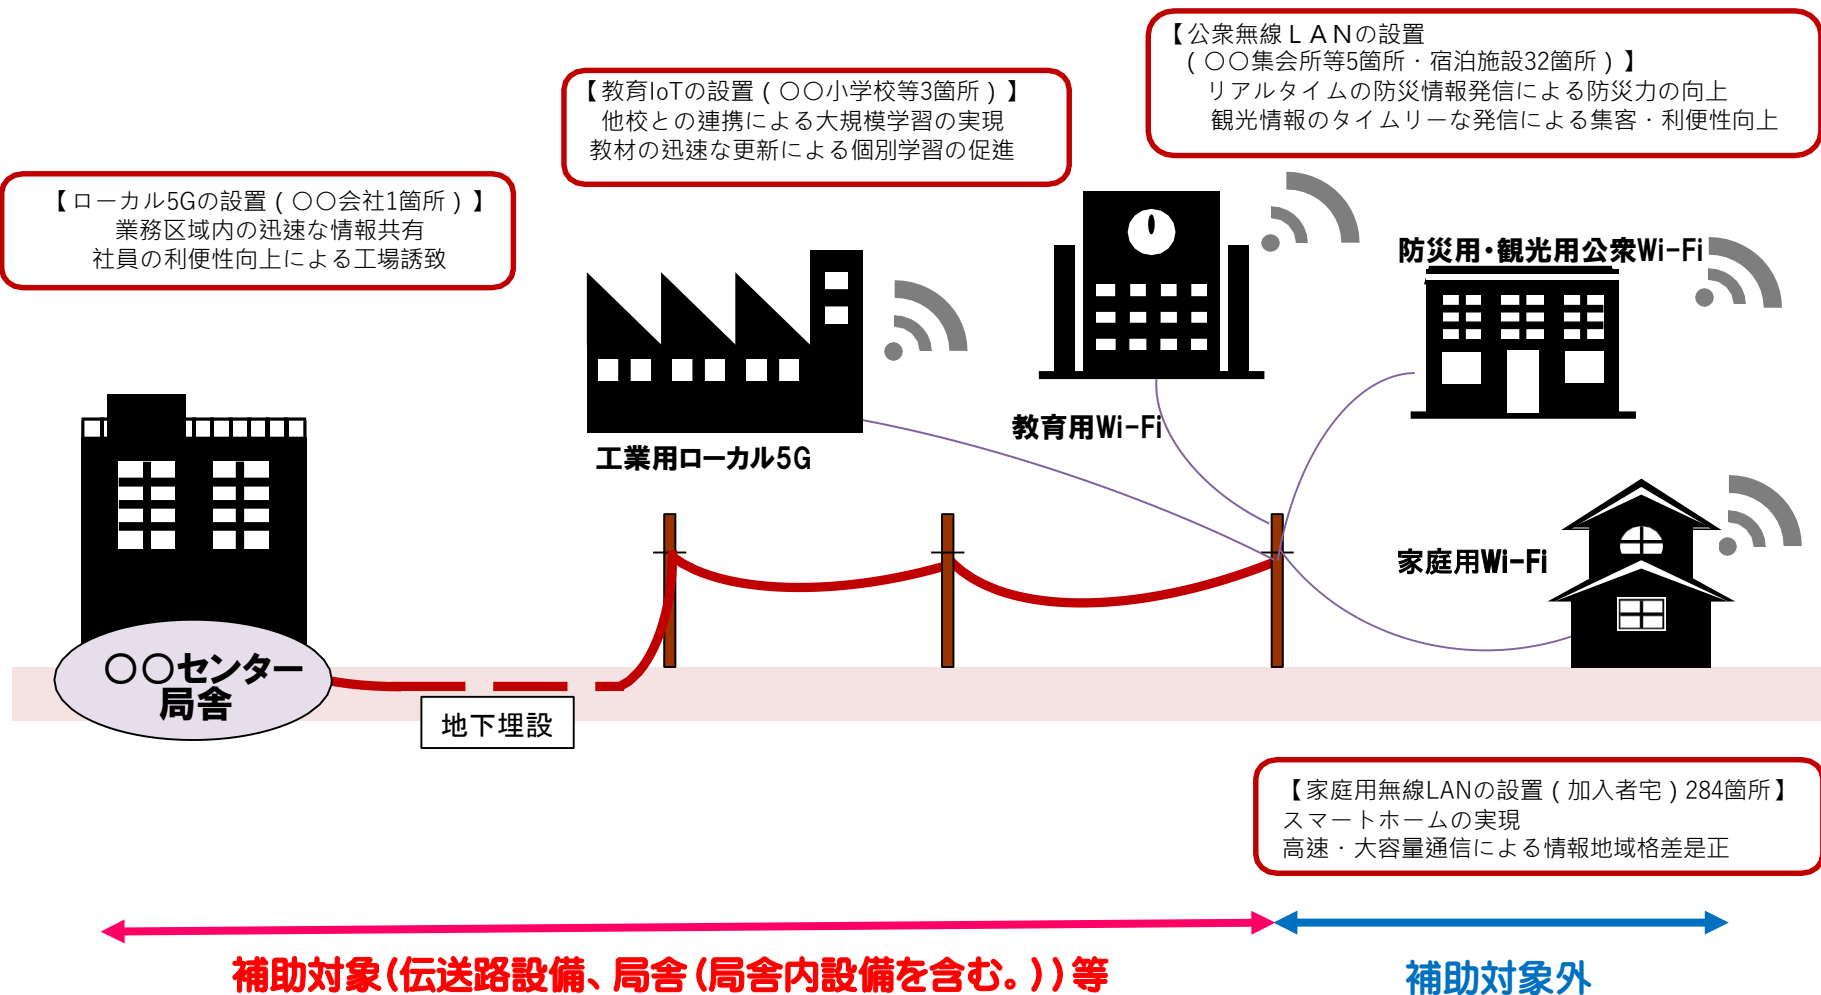 【公衆無線ＬＡＮの設置
(〇〇集会所等5箇所・宿泊施設32箇所)】
リアルタイムの防災情報発信による防災力の向上
観光情報のタイムリーな発信による集客・利便性向上
【教育IoTの設置(〇〇小学校等3箇所)】
他校との連携による大規模学習の実現
教材の迅速な更新による個別学習の促進
【ローカル5Gの設置(〇〇会社1箇所)】
業務区域内の迅速な情報共有
社員の利便性向上による工場誘致
防災用・観光用公衆Wi-Fi
教育用Wi-Fi
工業用ローカル5G
家庭用Wi-Fi
〇〇センター
局舎
地下埋設
【家庭用無線LANの設置(加入者宅)284箇所】
スマートホームの実現
高速・大容量通信による情報地域格差是正
補助対象(伝送路設備、局舎(局舎内設備を含む。))等
補助対象外